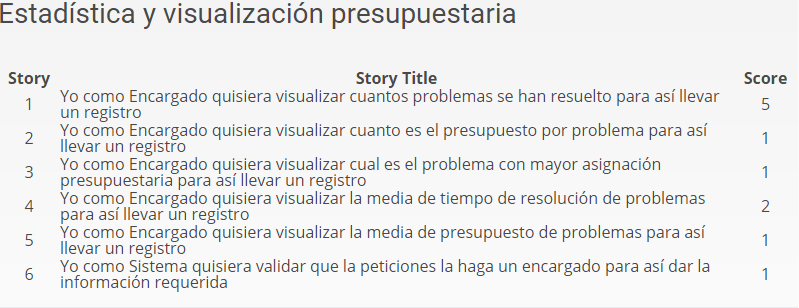 Estadística y visualización presupuestaria
Story Story Title Score
1 Yo como Encargado quisiera visualizar cuantos problemas se han resuelto para así llevar un registro 5
2 Yo como Encargado quisiera visualizar cuanto es el presupuesto por problema para así llevar un registro 1
3 Yo como Encargado quisiera visualizar cual es el problema con mayor asignación presupuestaria para así llevar un registro 1
4 Yo como Encargado quisiera visualizar la media de tiempo de resolución de problemas para así llevar un registro 2
5 Yo como Encargado quisiera visualizar la media de presupuesto de problemas para así llevar un registro 1
6 Yo como Sistema quisiera validar que la peticiones la haga un encargado para así dar la información requerida 1